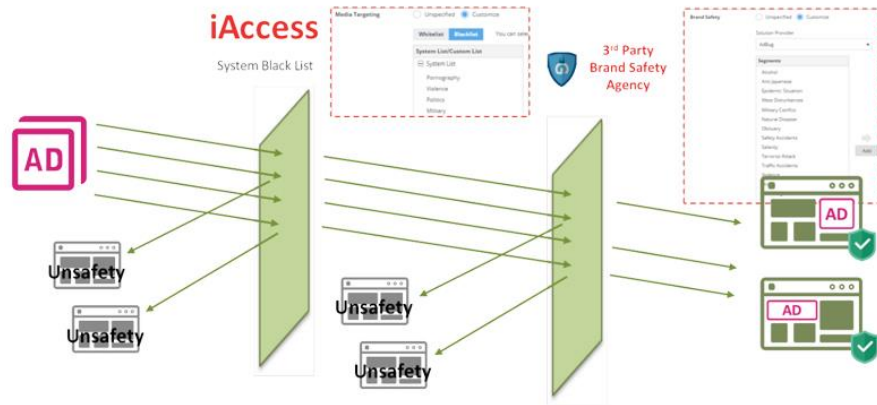 iAccess
System Black List
Media Targeting
Unspecified
Customize
Whitelist
Blacklist
You can
System List/Custom List
System List
Pornography
Violence
Politics
Military
3rd Party
Brand Safety
Agency
Brand Safety
Unspecified
Customize
Solution Provider
AdBug
Segments
Alcohol
Anti Japanese
Epidemic Situation
Mass Disturbances
Military Conflict
Natural Disaster
Obituary
Safety Accidents
Salacity
Terrorist Attack
Traffic Accidents
Add
AD
AD
AD
Unsafety
Unsafety
Unsafety
Unsafety